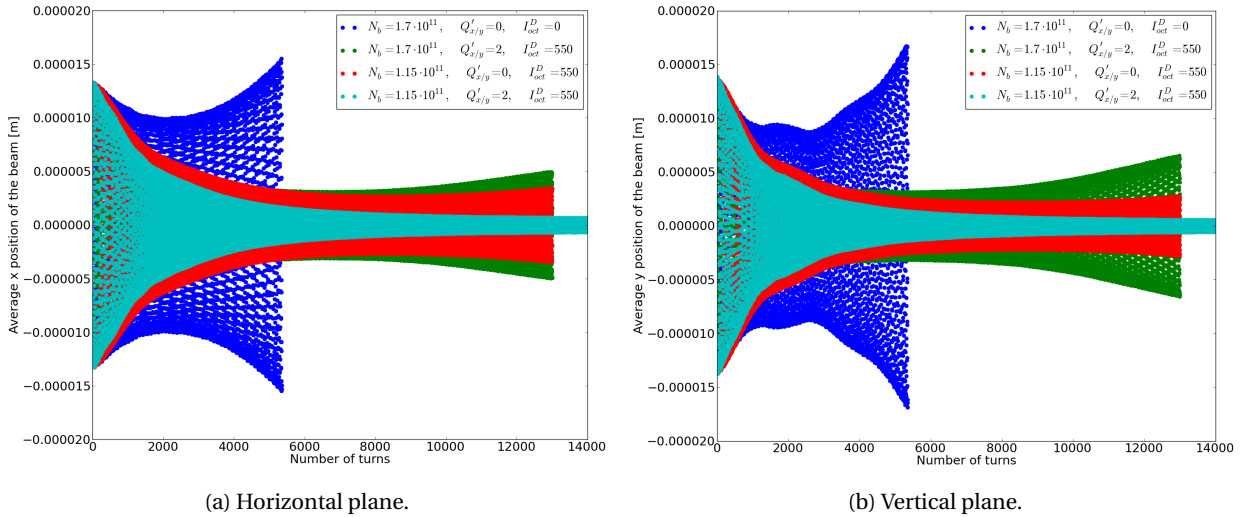 0.000020
0.000015
0.000010
0.000005
0.000000
−0.000005
−0.000010
−0.000015
−0.000020
Average x position of the beam [m]
N_b=1.7·10^11, Q′_x/y=0, I^D_oct=0
N_b=1.7·10^11, Q′_x/y=2, I^D_oct=550
N_b=1.15·10^11, Q′_x/y=0, I^D_oct=550
N_b=1.15·10^11, Q′_x/y=2, I^D_oct=550
0 2000 4000 6000 8000 10000 12000 14000
Number of turns
(a) Horizontal plane.
0.000020
0.000015
0.000010
0.000005
0.000000
−0.000005
−0.000010
−0.000015
−0.000020
Average y position of the beam [m]
N_b=1.7·10^11, Q′_x/y=0, I^D_oct=0
N_b=1.7·10^11, Q′_x/y=2, I^D_oct=550
N_b=1.15·10^11, Q′_x/y=0, I^D_oct=550
N_b=1.15·10^11, Q′_x/y=2, I^D_oct=550
0 2000 4000 6000 8000 10000 12000 14000
Number of turns
(b) Vertical plane.